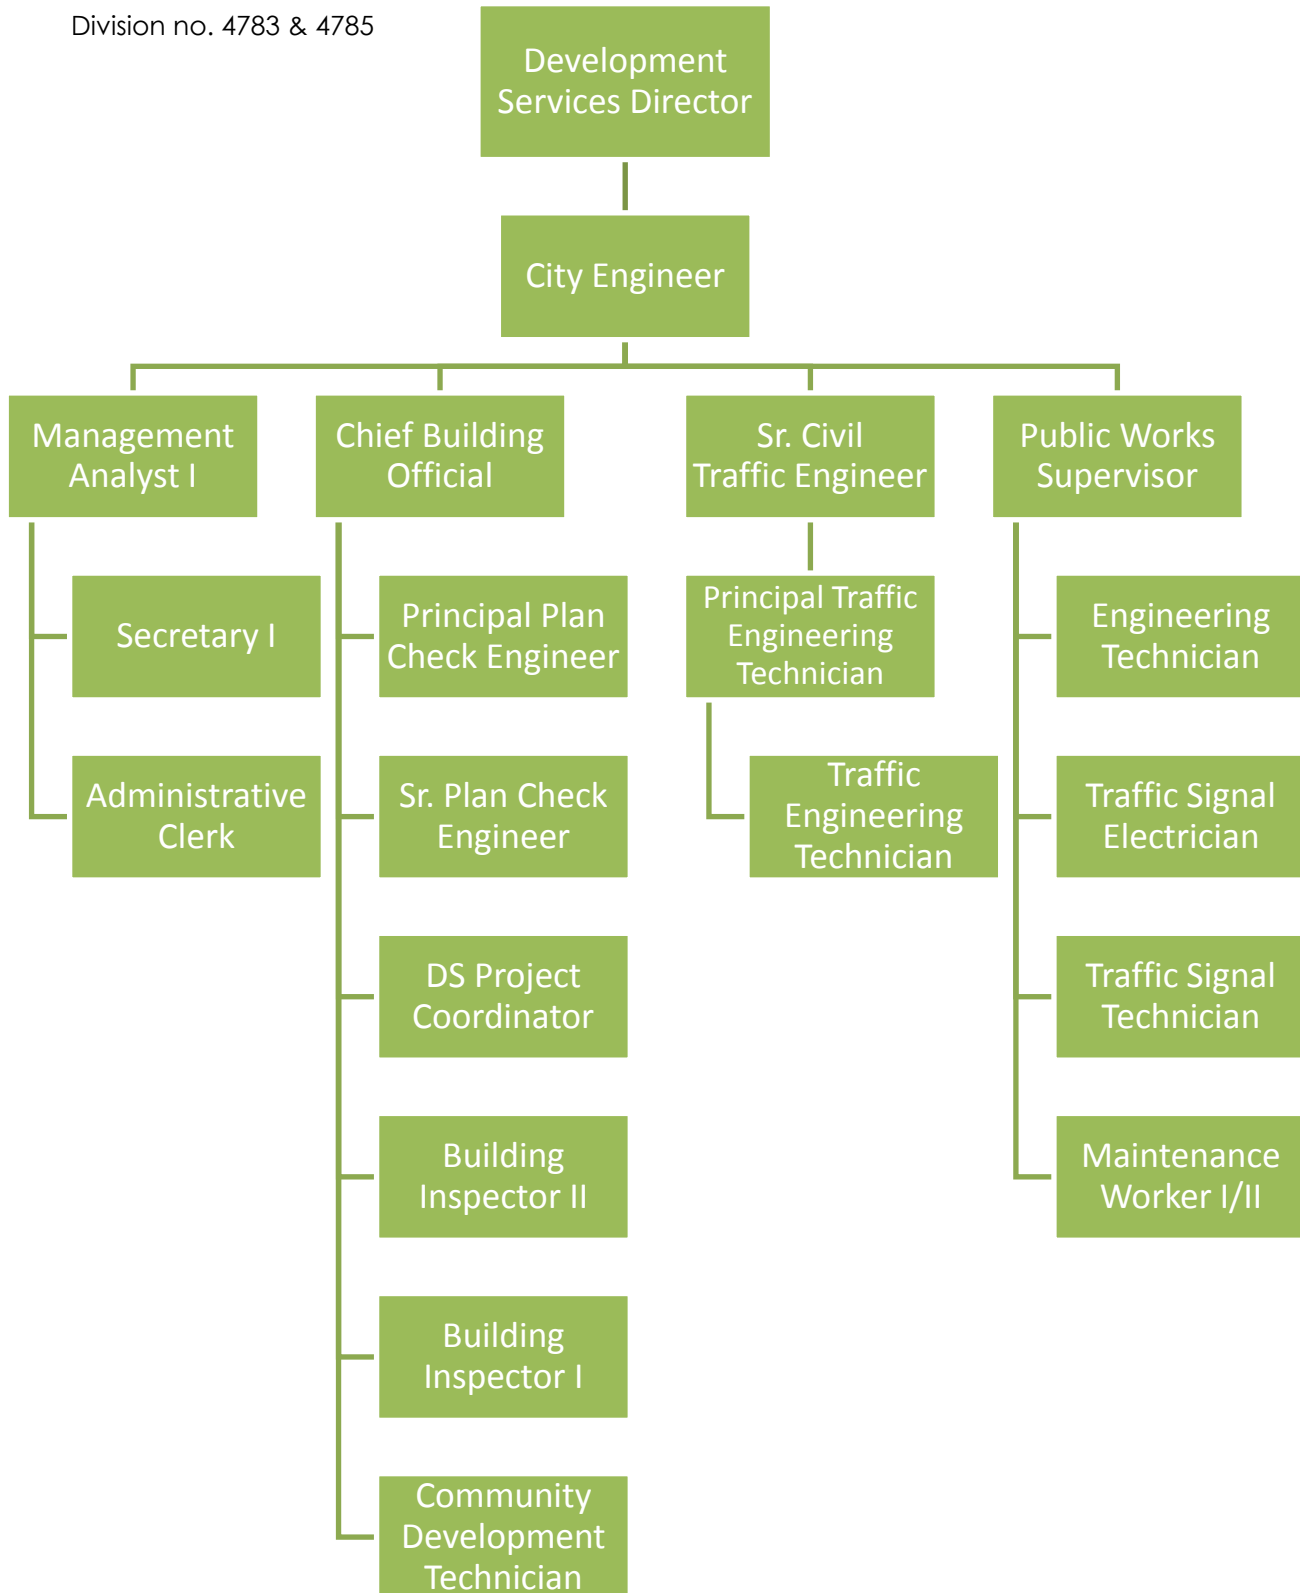 Division no. 4783 & 4785
Development
Services Director
City Engineer
Management
Analyst I
Chief Building
Official
Sr. Civil
Traffic Engineer
Public Works
Supervisor
Secretary I
Administrative
Clerk
Principal Plan
Check Engineer
Sr. Plan Check
Engineer
DS Project
Coordinator
Building
Inspector II
Building
Inspector I
Community
Development
Technician
Principal Traffic
Engineering
Technician
Traffic
Engineering
Technician
Engineering
Technician
Traffic Signal
Electrician
Traffic Signal
Technician
Maintenance
Worker I/II